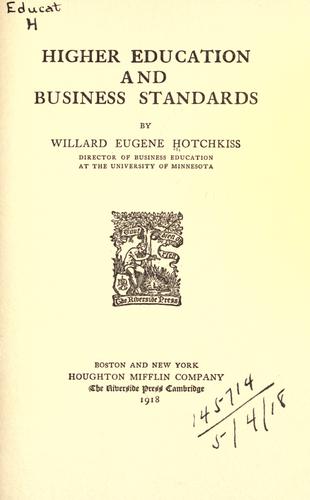 Educat
H
HIGHER EDUCATION
AND
BUSINESS STANDARDS
BY
WILLARD EUGENE HOTCHKISS
DIRECTOR OF BUSINESS EDUCATION
AT THE UNIVERSITY OF MINNESOTA
The Riverside Press
BOSTON AND NEW YORK
HOUGHTON MIFFLIN COMPANY
The Riverside Press Cambridge
1918
145714
5/4/18